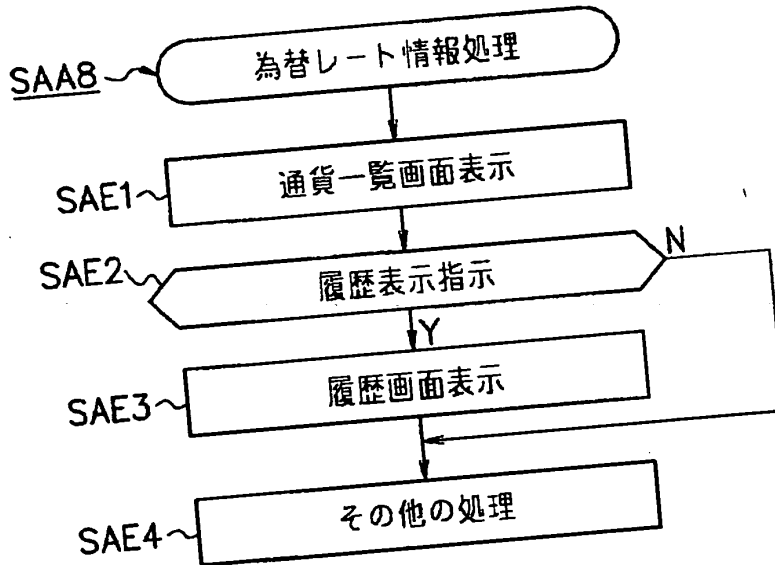 SAA8 為替レート情報処理
SAE1 通貨一覧画面表示
SAE2 履歴表示指示 N
Y
SAE3 履歴画面表示
SAE4 その他の処理